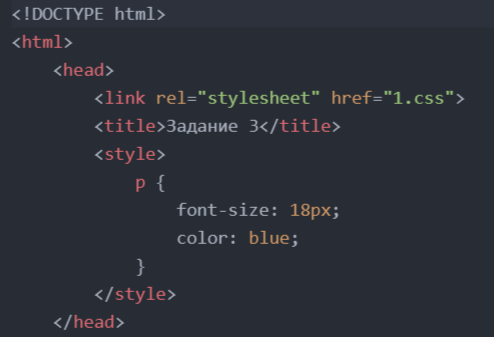 <!DOCTYPE html>
<html>
    <head>
        <link rel="stylesheet" href="1.css">
        <title>Задание 3</title>
        <style>
            p {
                font-size: 18px;
                color: blue;
            }
        </style>
    </head>